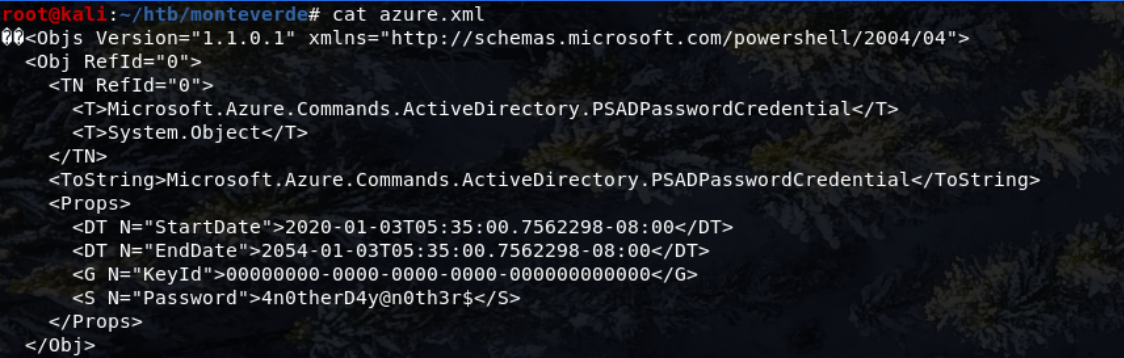 root@kali:~/htb/monteverde# cat azure.xml
��<Objs Version="1.1.0.1" xmlns="http://schemas.microsoft.com/powershell/2004/04">
  <Obj RefId="0">
    <TN RefId="0">
      <T>Microsoft.Azure.Commands.ActiveDirectory.PSADPasswordCredential</T>
      <T>System.Object</T>
    </TN>
    <ToString>Microsoft.Azure.Commands.ActiveDirectory.PSADPasswordCredential</ToString>
    <Props>
      <DT N="StartDate">2020-01-03T05:35:00.7562298-08:00</DT>
      <DT N="EndDate">2054-01-03T05:35:00.7562298-08:00</DT>
      <G N="KeyId">00000000-0000-0000-0000-000000000000</G>
      <S N="Password">4n0therD4y@n0th3r$</S>
    </Props>
  </Obj>